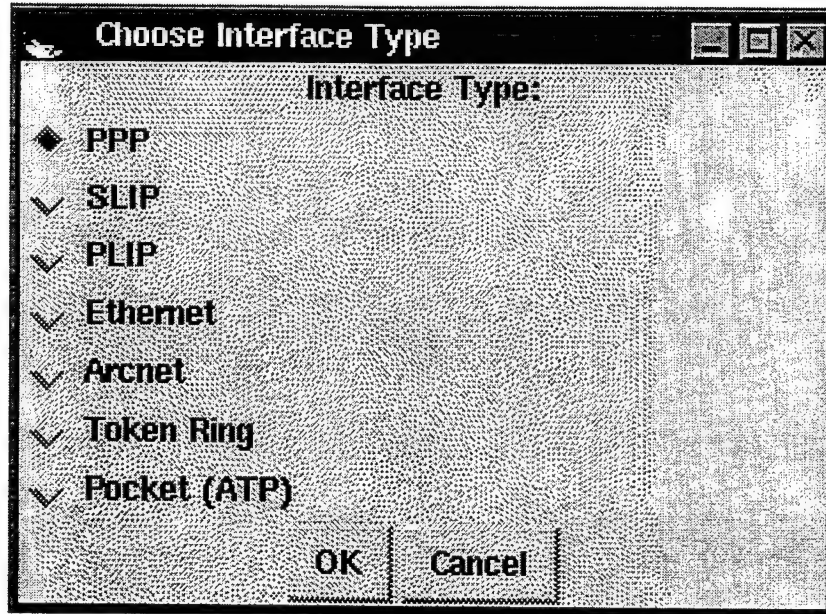 Choose Interface Type
Interface Type:
PPP
SLIP
PLIP
Ethernet
Arcnet
Token Ring
Pocket (ATP)
OK Cancel